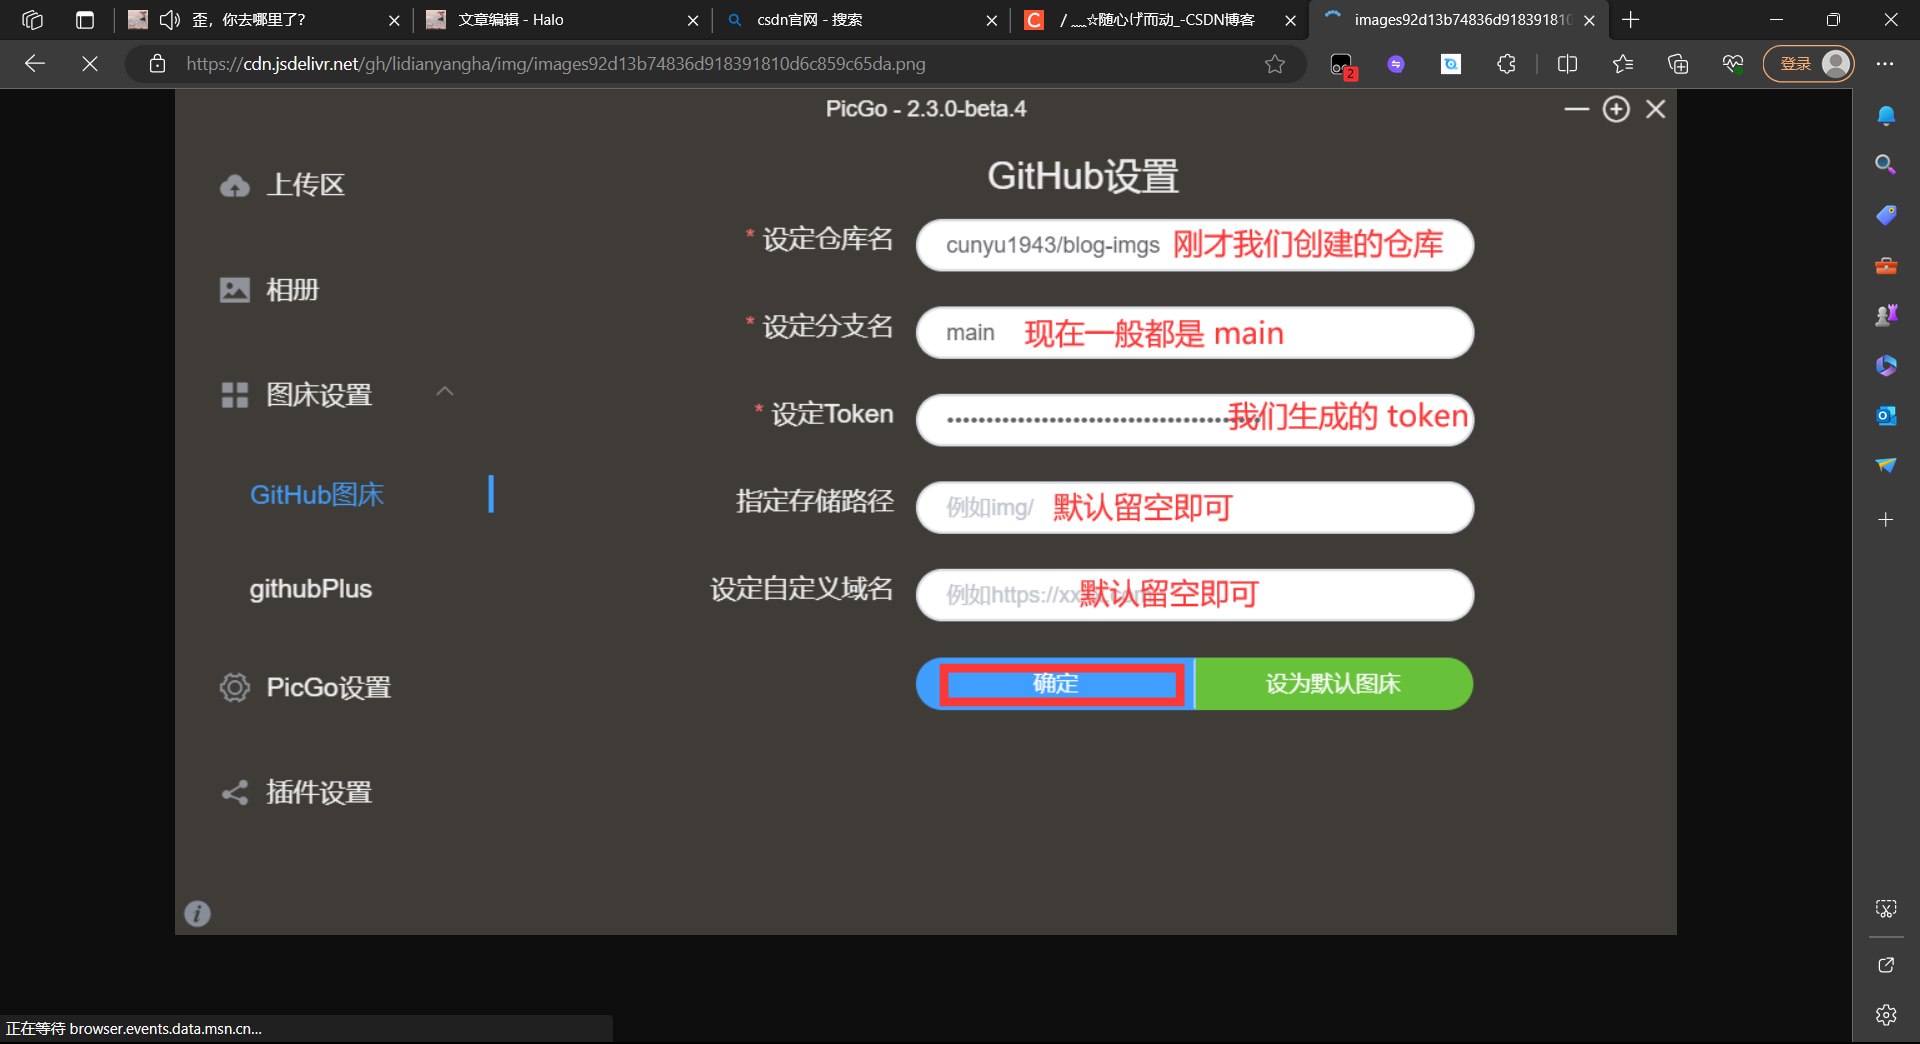 歪，你去哪里了?
文章编辑 - Halo
csdn官网 - 搜索
/ ﹏☆随心げ而动_-CSDN博客
images92d13b74836d91839181
https://cdn.jsdelivr.net/gh/lidianyangha/img/images92d13b74836d918391810d6c859c65da.png
2
登录
PicGo - 2.3.0-beta.4
上传区
相册
图床设置
GitHub图床
githubPlus
PicGo设置
插件设置
GitHub设置
* 设定仓库名
cunyu1943/blog-imgs 刚才我们创建的仓库
* 设定分支名
main 现在一般都是 main
* 设定Token
我们生成的 token
指定存储路径
例如img/ 默认留空即可
设定自定义域名
例如https://xx 默认留空即可
确定
设为默认图床
正在等待 browser.events.data.msn.cn...